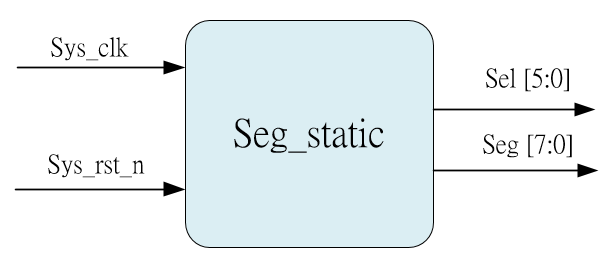 Sys_clk
Sel [5:0]
Seg_static
Seg [7:0]
Sys_rst_n